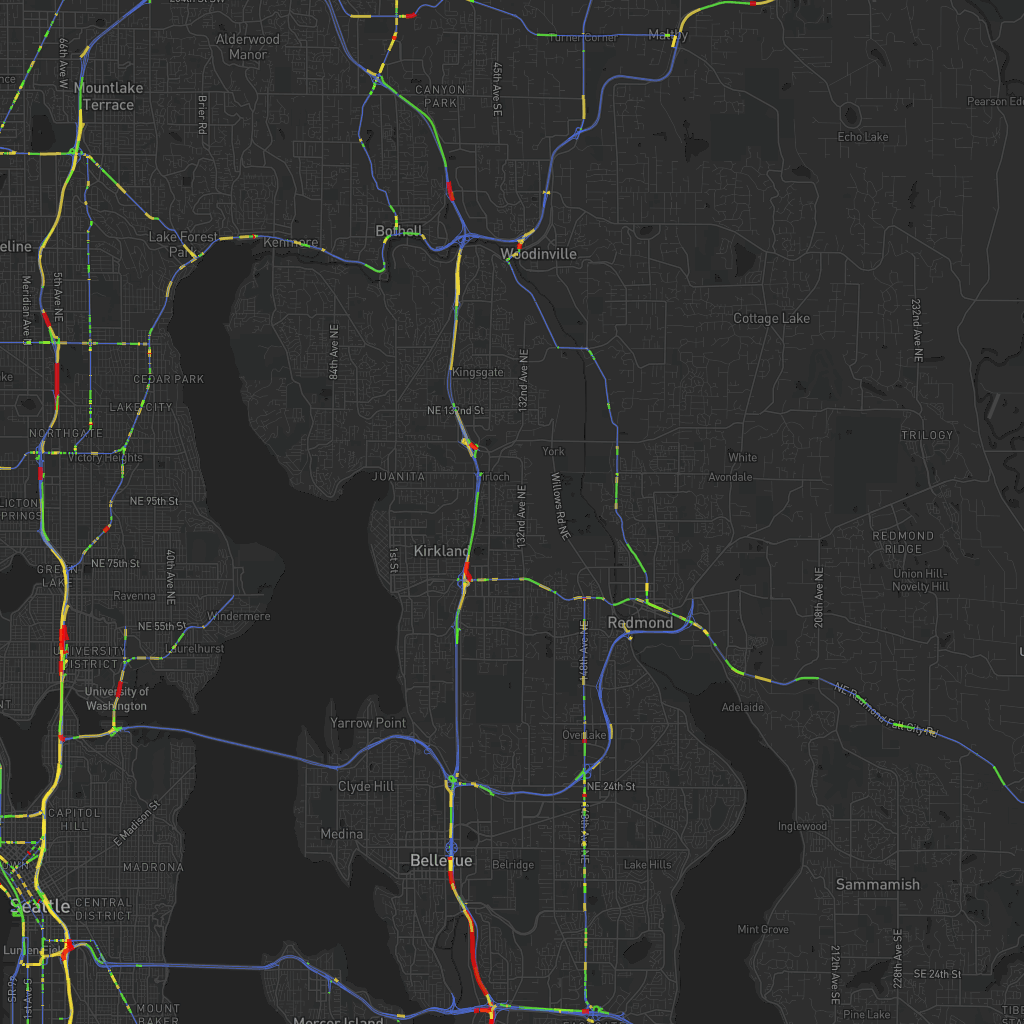 204th St SW
Alderwood
Manor
66th Ave W
Turner Corner
Maltby
Mountlake
Terrace
CANYON
PARK
45th Ave SE
Brier Rd
Echo Lake
Lake Forest
Park
Kenmore
Bothell
Woodinville
5th Ave NE
Meridian Ave
84th Ave NE
Cottage Lake
232nd Ave NE
CEDAR PARK
Kingsgate
132nd Ave NE
LAKE CITY
NE 132nd St
NORTHGATE
Victory Heights
York
White
TRILOGY
JUANITA
Avondale
NE 95th St
132nd Ave NE
Willows Rd NE
REDMOND
RIDGE
Kirkland
1st St
NE 75th St
GREEN
LAKE
40th Ave NE
Ravenna
Union Hill-
Novelty Hill
208th Ave NE
Windermere
NE 55th St
Redmond
UNIVERSITY
DISTRICT
Laurelhurst
148th Ave NE
University of
Washington
NE Redmond Fall City Rd
Adelaide
Yarrow Point
Overlake
Clyde Hill
NE 24th St
CAPITOL
HILL
E Madison St
Medina
Inglewood
MADRONA
Bellevue
Belridge
Lake Hills
Sammamish
Seattle
CENTRAL
DISTRICT
Mint Grove
212th Ave SE
228th Ave SE
SE 24th St
MOUNT
BAKER
Mercer Island